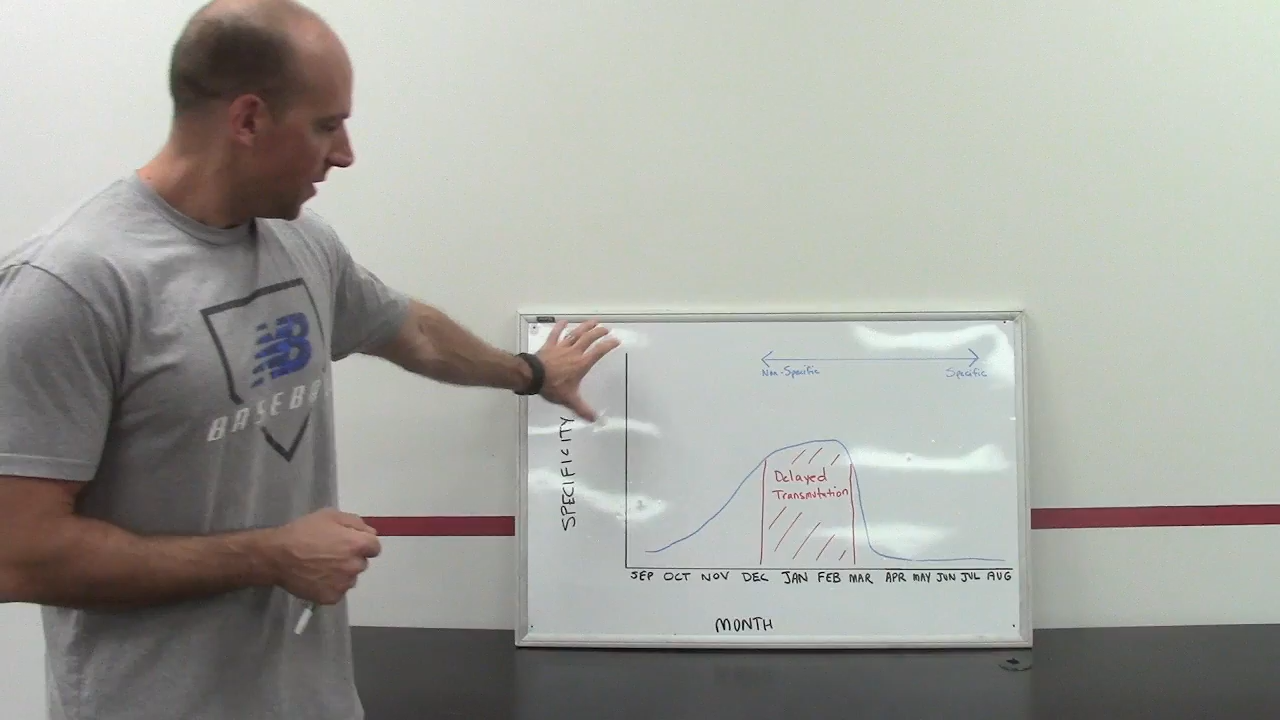 NB
BASEBA
Non-Specific
Specific
SPECIFICITY
Delayed
Transmutation
SEP OCT NOV DEC JAN FEB MAR APR MAY JUN JUL AUG
MONTH